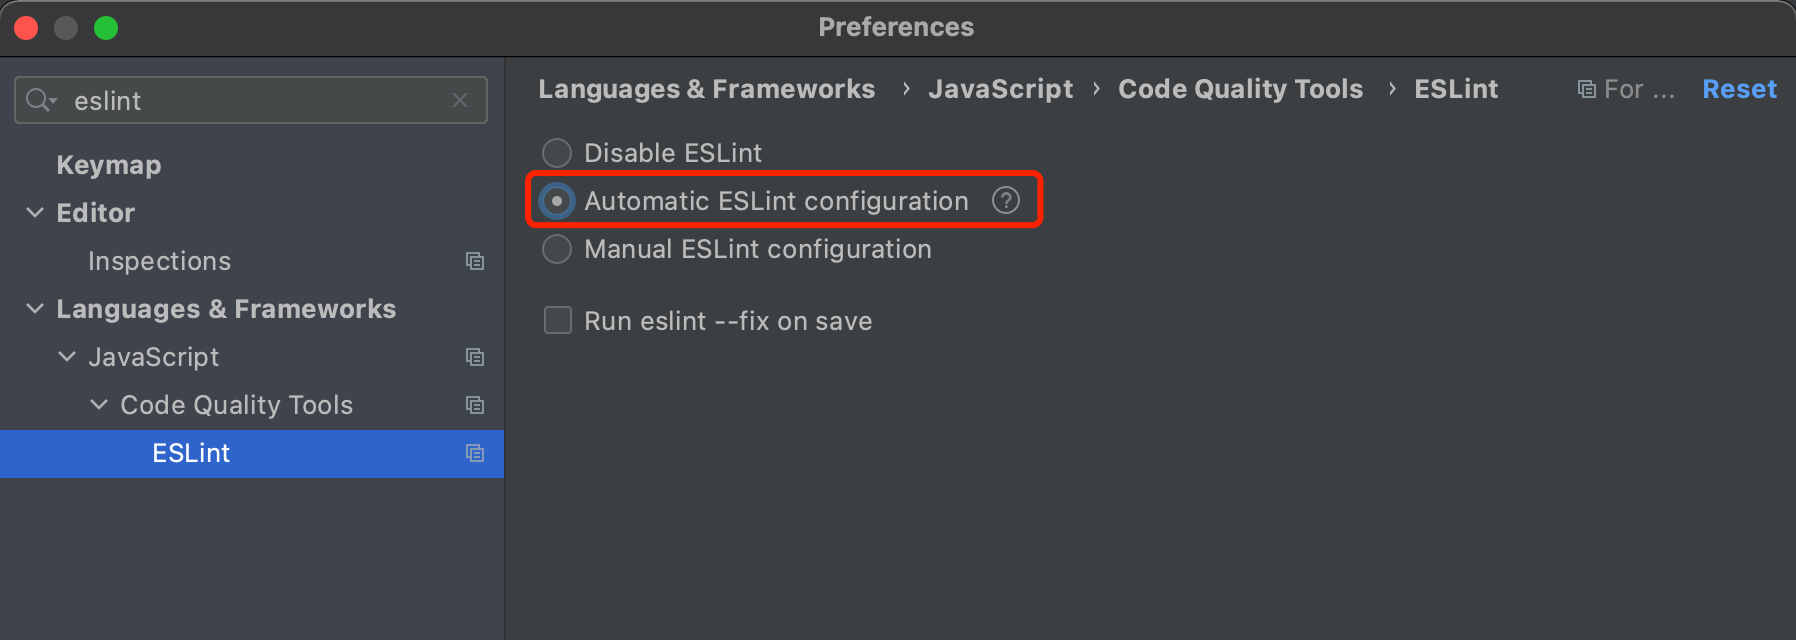 Preferences
eslint
Keymap
Editor
Inspections
Languages & Frameworks
JavaScript
Code Quality Tools
ESLint
Languages & Frameworks › JavaScript › Code Quality Tools › ESLint For ... Reset
Disable ESLint
Automatic ESLint configuration ?
Manual ESLint configuration
Run eslint --fix on save